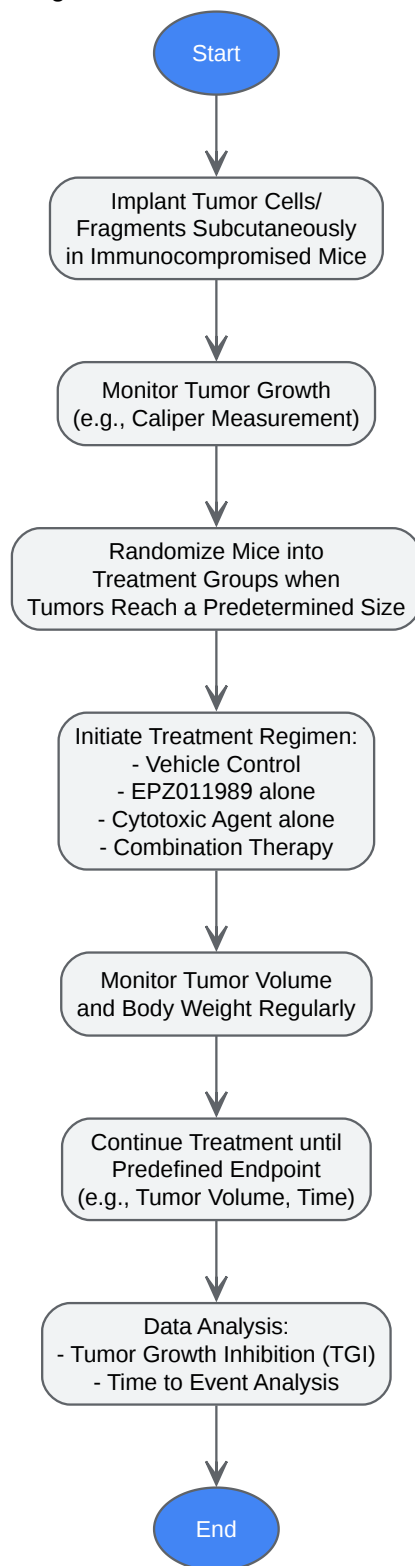 Start
Implant Tumor Cells/
Fragments Subcutaneously
in Immunocompromised Mice
Monitor Tumor Growth
(e.g., Caliper Measurement)
Randomize Mice into
Treatment Groups when
Tumors Reach a Predetermined Size
Initiate Treatment Regimen:
- Vehicle Control
- EPZ011989 alone
- Cytotoxic Agent alone
- Combination Therapy
Monitor Tumor Volume
and Body Weight Regularly
Continue Treatment until
Predefined Endpoint
(e.g., Tumor Volume, Time)
Data Analysis:
- Tumor Growth Inhibition (TGI)
- Time to Event Analysis
End